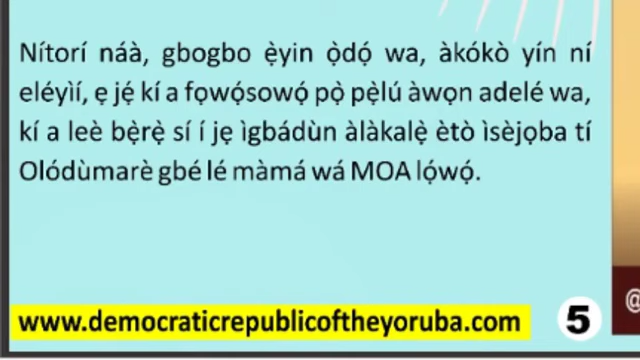 Nítorí náà, gbogbo ẹ̀yin ọ̀dọ́ wa, àkókò yín ní
eléyìí, ẹ jẹ́ kí a fọwọ́sowọ́ pọ̀ pẹ̀lú àwọn adelé wa,
kí a leè bẹ̀rẹ̀ sí í jẹ ìgbádùn àlàkalẹ̀ ètò ìsèjọba tí
Olódùmarè gbé lé màmá wá MOA lọ́wọ́.
www.democraticrepublicoftheyoruba.com
5
@